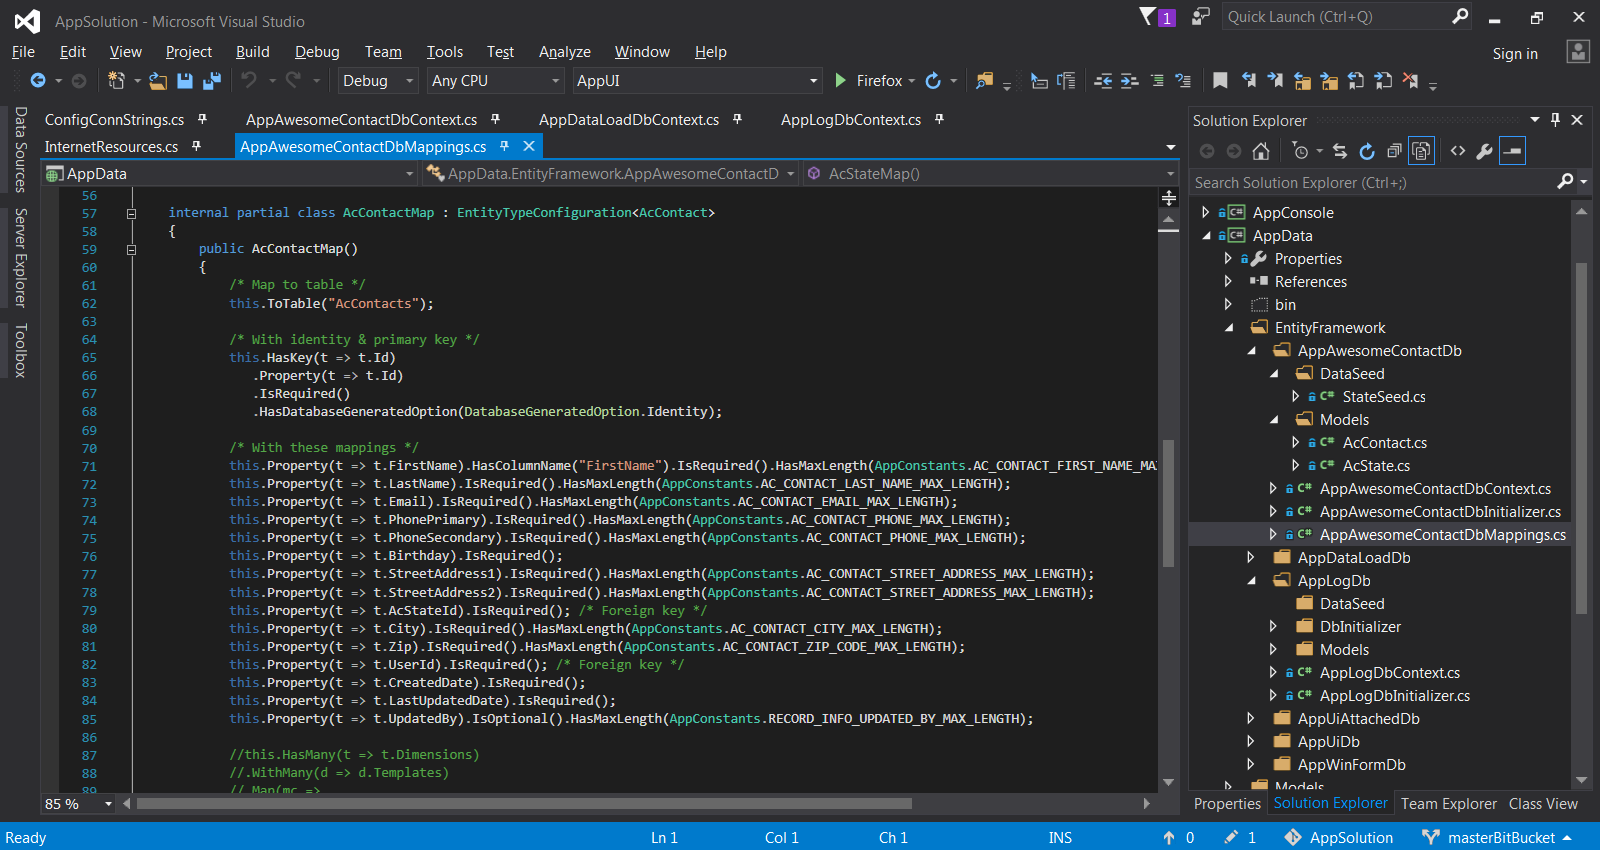 AppSolution - Microsoft Visual Studio
1
Quick Launch (Ctrl+Q)
File Edit View Project Build Debug Team Tools Test Analyze Window Help
Sign in
Debug Any CPU AppUI Firefox
Data Sources
Server Explorer
Toolbox
ConfigConnStrings.cs AppAwesomeContactDbContext.cs AppDataLoadDbContext.cs AppLogDbContext.cs
InternetResources.cs AppAwesomeContactDbMappings.cs
AppData AppData.EntityFramework.AppAwesomeContactD AcStateMap()
56
57 internal partial class AcContactMap : EntityTypeConfiguration<AcContact>
58 {
59 public AcContactMap()
60 {
61 /* Map to table */
62 this.ToTable("AcContacts");
63
64 /* With identity & primary key */
65 this.HasKey(t => t.Id)
66 .Property(t => t.Id)
67 .IsRequired()
68 .HasDatabaseGeneratedOption(DatabaseGeneratedOption.Identity);
69
70 /* With these mappings */
71 this.Property(t => t.FirstName).HasColumnName("FirstName").IsRequired().HasMaxLength(AppConstants.AC_CONTACT_FIRST_NAME_MA
72 this.Property(t => t.LastName).IsRequired().HasMaxLength(AppConstants.AC_CONTACT_LAST_NAME_MAX_LENGTH);
73 this.Property(t => t.Email).IsRequired().HasMaxLength(AppConstants.AC_CONTACT_EMAIL_MAX_LENGTH);
74 this.Property(t => t.PhonePrimary).IsRequired().HasMaxLength(AppConstants.AC_CONTACT_PHONE_MAX_LENGTH);
75 this.Property(t => t.PhoneSecondary).IsRequired().HasMaxLength(AppConstants.AC_CONTACT_PHONE_MAX_LENGTH);
76 this.Property(t => t.Birthday).IsRequired();
77 this.Property(t => t.StreetAddress1).IsRequired().HasMaxLength(AppConstants.AC_CONTACT_STREET_ADDRESS_MAX_LENGTH);
78 this.Property(t => t.StreetAddress2).IsRequired().HasMaxLength(AppConstants.AC_CONTACT_STREET_ADDRESS_MAX_LENGTH);
79 this.Property(t => t.AcStateId).IsRequired(); /* Foreign key */
80 this.Property(t => t.City).IsRequired().HasMaxLength(AppConstants.AC_CONTACT_CITY_MAX_LENGTH);
81 this.Property(t => t.Zip).IsRequired().HasMaxLength(AppConstants.AC_CONTACT_ZIP_CODE_MAX_LENGTH);
82 this.Property(t => t.UserId).IsRequired(); /* Foreign key */
83 this.Property(t => t.CreatedDate).IsRequired();
84 this.Property(t => t.LastUpdatedDate).IsRequired();
85 this.Property(t => t.UpdatedBy).IsOptional().HasMaxLength(AppConstants.RECORD_INFO_UPDATED_BY_MAX_LENGTH);
86
87 //this.HasMany(t => t.Dimensions)
88 //.WithMany(d => d.Templates)
89 //.Map(mc =>
85 %
Solution Explorer
Search Solution Explorer (Ctrl+;)
C# AppConsole
C# AppData
Properties
References
bin
EntityFramework
AppAwesomeContactDb
DataSeed
C# StateSeed.cs
Models
C# AcContact.cs
C# AcState.cs
C# AppAwesomeContactDbContext.cs
C# AppAwesomeContactDbInitializer.cs
C# AppAwesomeContactDbMappings.cs
AppDataLoadDb
AppLogDb
DataSeed
DbInitializer
Models
C# AppLogDbContext.cs
C# AppLogDbInitializer.cs
AppUiAttachedDb
AppUiDb
AppWinFormDb
Models
Properties Solution Explorer Team Explorer Class View
Ready Ln 1 Col 1 Ch 1 INS 0 1 AppSolution masterBitBucket